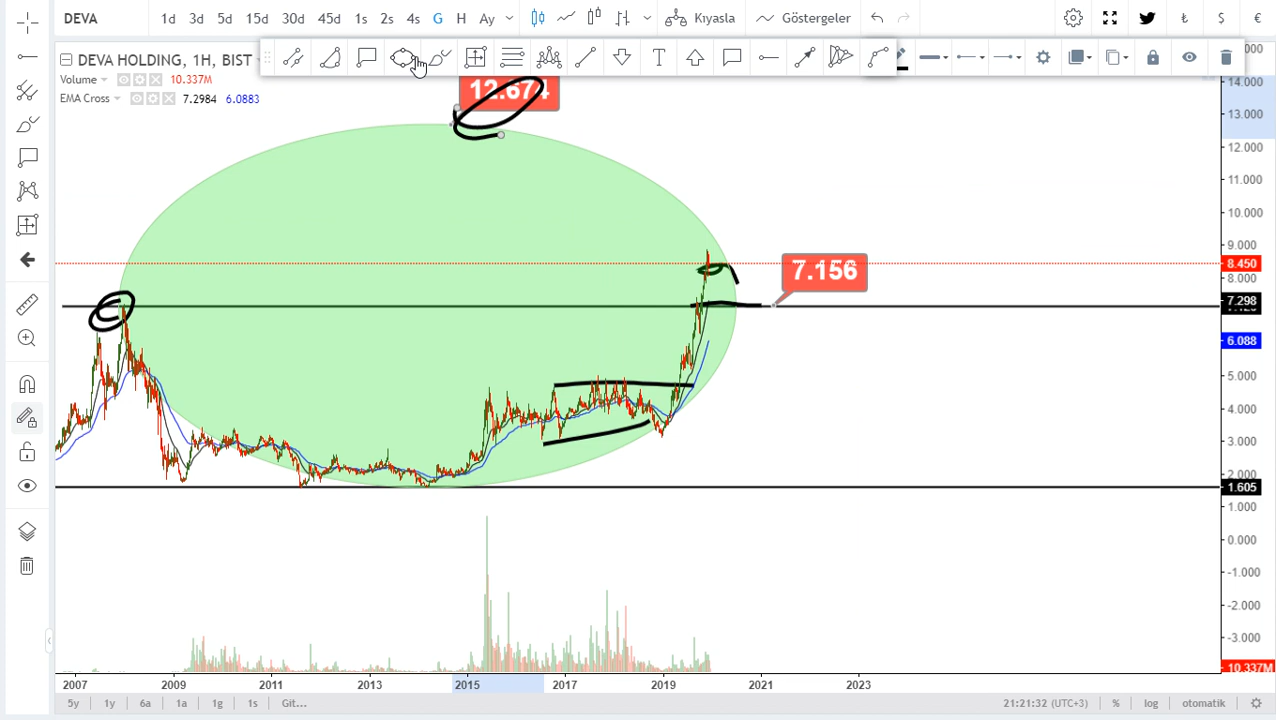 DEVA
1d 3d 5d 15d 30d 45d 1s 2s 4s G H Ay
Kıyasla
Göstergeler
₺ $ €
DEVA HOLDING, 1H, BIST
Volume 10.337M
EMA Cross 7.2984 6.0883
12.674
7.156
14.000
13.000
12.000
11.000
10.000
9.000
8.450
8.000
7.298
6.088
5.000
4.000
3.000
2.000
1.605
1.000
0.000
-1.000
-2.000
-3.000
10.337M
2007 2009 2011 2013 2015 2017 2019 2021 2023
5y 1y 6a 1a 1g 1s Git...
21:21:32 (UTC+3) % log otomatik